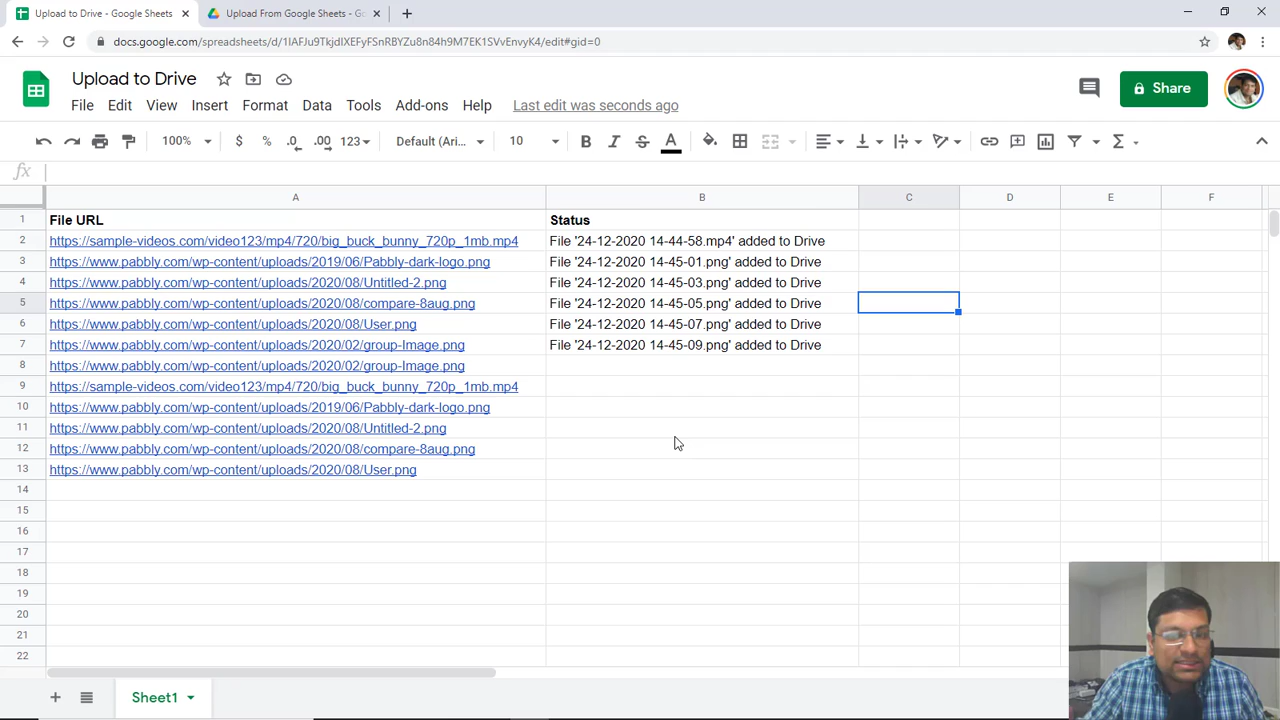 Upload to Drive - Google Sheets
Upload From Google Sheets - Go
docs.google.com/spreadsheets/d/1IAFJu9TkjdIXEFyFSnRBYZu8n84h9M7EK1SVvEnvyK4/edit#gid=0
Upload to Drive
File Edit View Insert Format Data Tools Add-ons Help Last edit was seconds ago
Share
100% $ % .0 .00 123 Default (Ari... 10 B I S A
fx
A B C D E F
1 File URL Status
2 https://sample-videos.com/video123/mp4/720/big_buck_bunny_720p_1mb.mp4 File '24-12-2020 14-44-58.mp4' added to Drive
3 https://www.pabbly.com/wp-content/uploads/2019/06/Pabbly-dark-logo.png File '24-12-2020 14-45-01.png' added to Drive
4 https://www.pabbly.com/wp-content/uploads/2020/08/Untitled-2.png File '24-12-2020 14-45-03.png' added to Drive
5 https://www.pabbly.com/wp-content/uploads/2020/08/compare-8aug.png File '24-12-2020 14-45-05.png' added to Drive
6 https://www.pabbly.com/wp-content/uploads/2020/08/User.png File '24-12-2020 14-45-07.png' added to Drive
7 https://www.pabbly.com/wp-content/uploads/2020/02/group-Image.png File '24-12-2020 14-45-09.png' added to Drive
8 https://www.pabbly.com/wp-content/uploads/2020/02/group-Image.png
9 https://sample-videos.com/video123/mp4/720/big_buck_bunny_720p_1mb.mp4
10 https://www.pabbly.com/wp-content/uploads/2019/06/Pabbly-dark-logo.png
11 https://www.pabbly.com/wp-content/uploads/2020/08/Untitled-2.png
12 https://www.pabbly.com/wp-content/uploads/2020/08/compare-8aug.png
13 https://www.pabbly.com/wp-content/uploads/2020/08/User.png
14
15
16
17
18
19
20
21
22
Sheet1